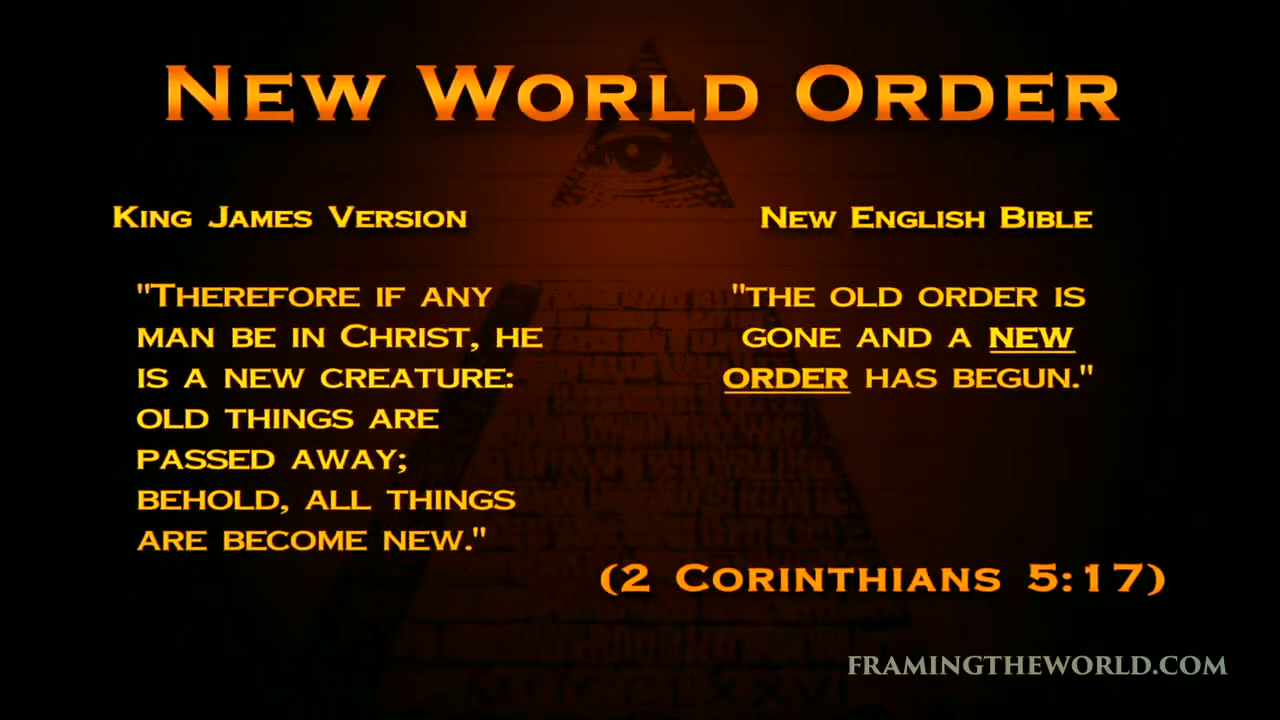 New World Order
King James Version
"Therefore if any
man be in Christ, he
is a new creature:
old things are
passed away;
behold, all things
are become new."
New English Bible
"the old order is
gone and a new
order has begun."
(2 Corinthians 5:17)
FRAMINGTHEWORLD.COM
MDCCLXXVI